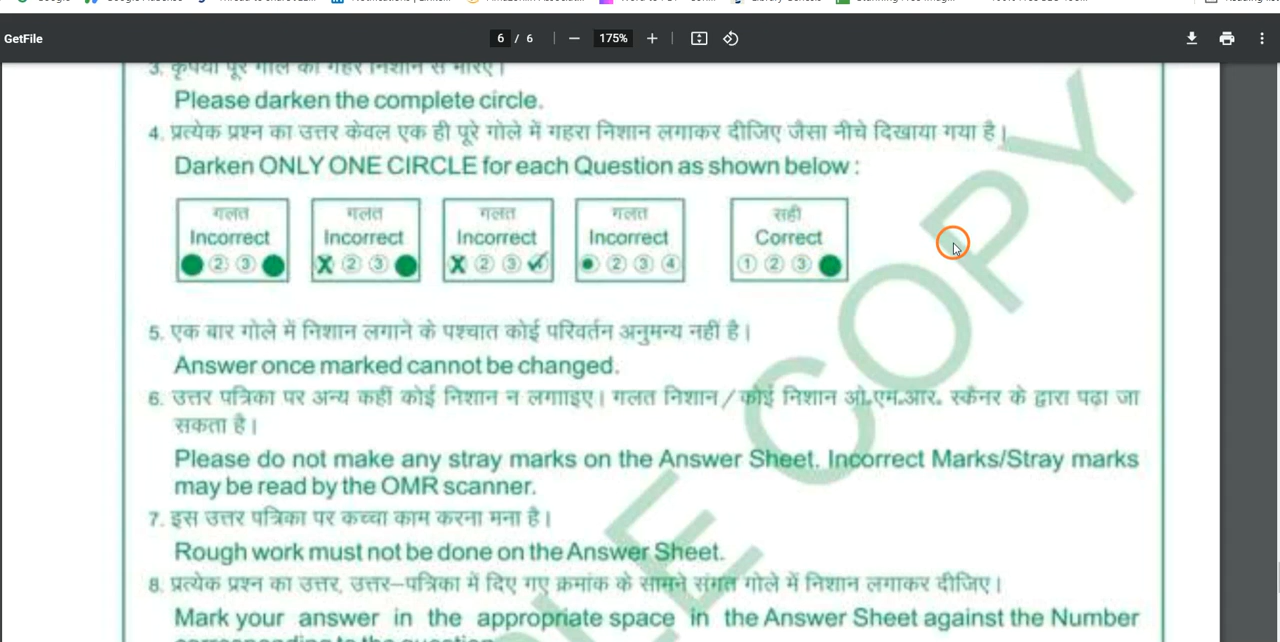 GetFile
6 / 6
175%
3. कृपया पूरे गोले को गहरे निशान से भरिए।
Please darken the complete circle.
4. प्रत्येक प्रश्न का उत्तर केवल एक ही पूरे गोले में गहरा निशान लगाकर दीजिए जैसा नीचे दिखाया गया है।
Darken ONLY ONE CIRCLE for each Question as shown below :
गलत गलत गलत गलत सही
Incorrect Incorrect Incorrect Incorrect Correct
2 3 X 2 3 X 2 3 4 2 3 4 1 2 3
5. एक बार गोले में निशान लगाने के पश्चात कोई परिवर्तन अनुमन्य नहीं है।
Answer once marked cannot be changed.
6. उत्तर पत्रिका पर अन्य कहीं कोई निशान न लगााइए। गलत निशान/कोई निशान ओ.एम.आर. स्कैनर के द्वारा पढ़ा जा
सकता है।
Please do not make any stray marks on the Answer Sheet. Incorrect Marks/Stray marks
may be read by the OMR scanner.
7. इस उत्तर पत्रिका पर कच्चा काम करना मना है।
Rough work must not be done on the Answer Sheet.
8. प्रत्येक प्रश्न का उत्तर, उत्तर–पत्रिका में दिए गए क्रमांक के सामने संगत गोले में निशान लगाकर दीजिए।
Mark your answer in the appropriate space in the Answer Sheet against the Number
corresponding to the question.
COPY